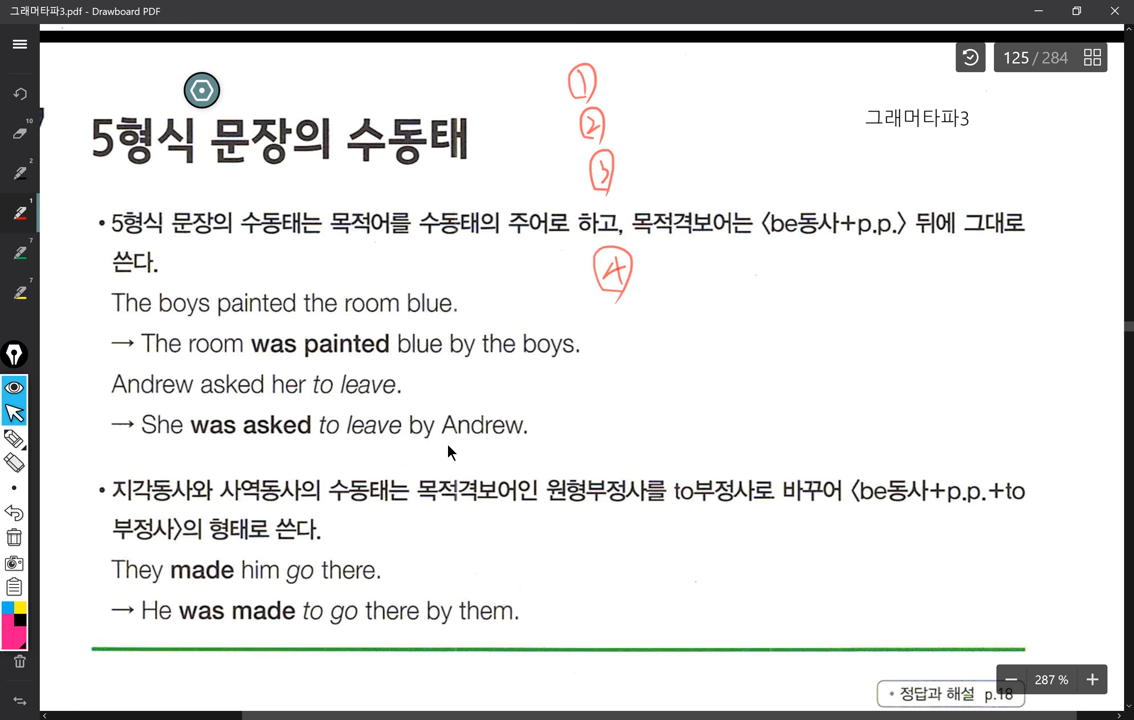 그래머타파3.pdf - Drawboard PDF
125 / 284
10
2
1
7
7
①
②
③
그래머타파3
5형식 문장의 수동태
• 5형식 문장의 수동태는 목적어를 수동태의 주어로 하고, 목적격보어는 〈be동사+p.p.〉 뒤에 그대로
쓴다.
④
The boys painted the room blue.
→ The room was painted blue by the boys.
Andrew asked her to leave.
→ She was asked to leave by Andrew.
• 지각동사와 사역동사의 수동태는 목적격보어인 원형부정사를 to부정사로 바꾸어 〈be동사+p.p.+to
부정사〉의 형태로 쓴다.
They made him go there.
→ He was made to go there by them.
287 %
• 정답과 해설 p.18